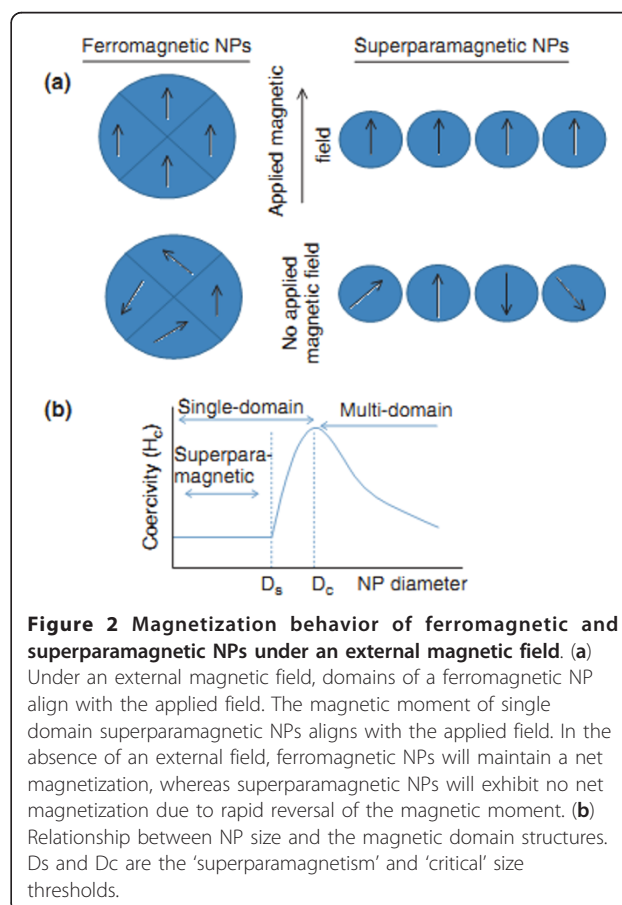 Ferromagnetic NPs
Superparamagnetic NPs
(a)
Applied magnetic
field
No applied
magnetic field
(b)
Single-domain
Multi-domain
Superpara-
magnetic
Coercivity (Hc)
Ds
Dc
NP diameter
Figure 2 Magnetization behavior of ferromagnetic and
superparamagnetic NPs under an external magnetic field. (a)
Under an external magnetic field, domains of a ferromagnetic NP
align with the applied field. The magnetic moment of single
domain superparamagnetic NPs aligns with the applied field. In the
absence of an external field, ferromagnetic NPs will maintain a net
magnetization, whereas superparamagnetic NPs will exhibit no net
magnetization due to rapid reversal of the magnetic moment. (b)
Relationship between NP size and the magnetic domain structures.
Ds and Dc are the ‘superparamagnetism’ and ‘critical’ size
thresholds.